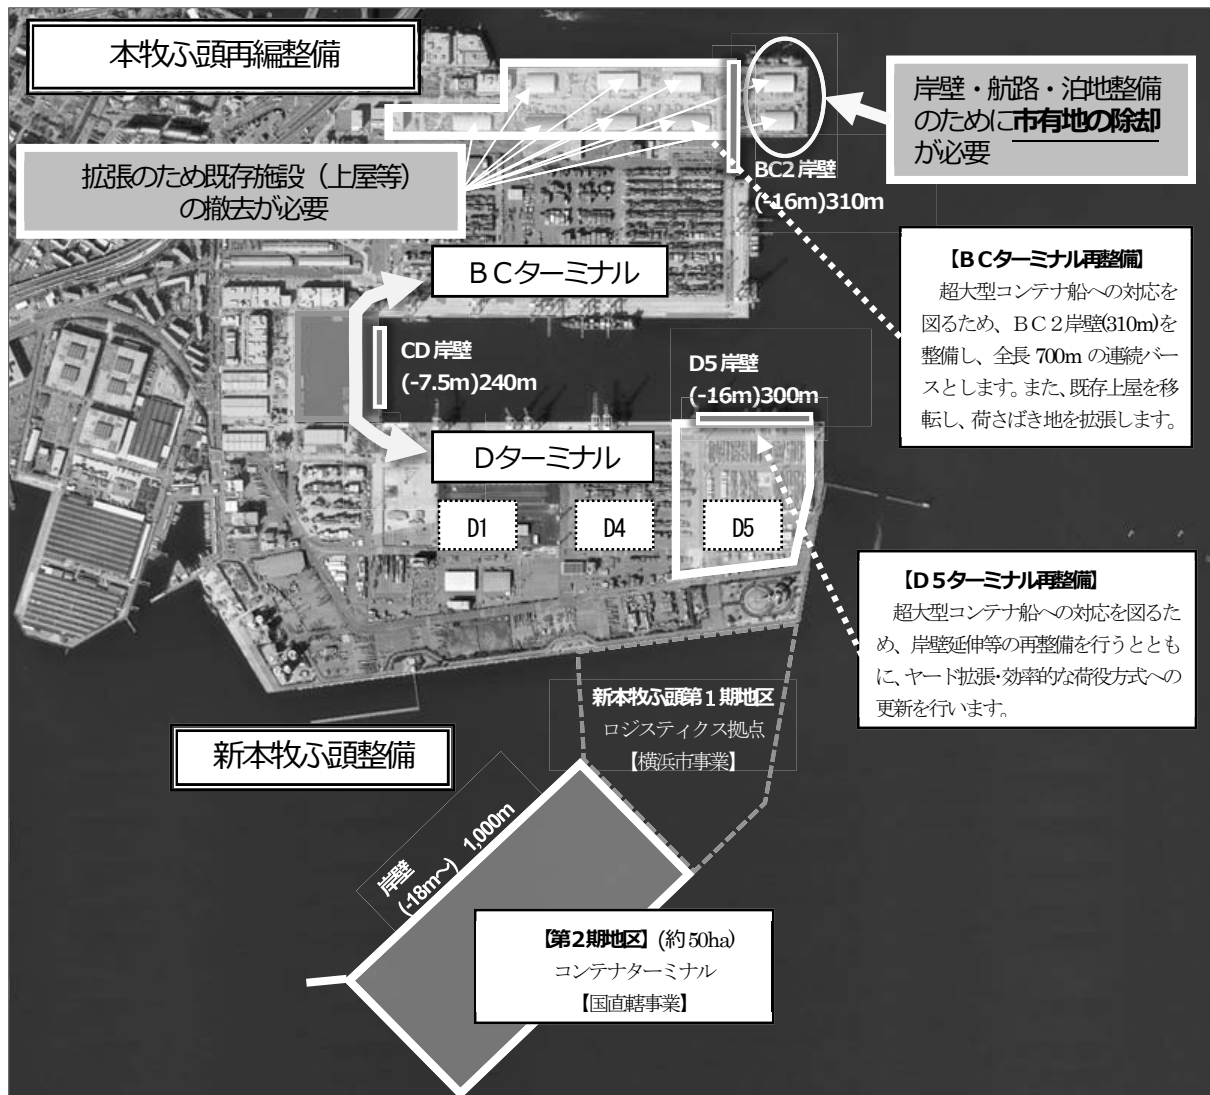 本牧ふ頭再編整備
岸壁・航路・泊地整備
のために市有地の除却
が必要
拡張のため既存施設（上屋等）
の撤去が必要
BC2岸壁
(-16m)310m
【ＢＣターミナル再整備】
超大型コンテナ船への対応を
図るため、ＢＣ２岸壁(310m)を
整備し、全長700mの連続バー
スとします。また、既存上屋を移
転し、荷さばき地を拡張します。
ＢＣターミナル
CD岸壁
(-7.5m)240m
D5岸壁
(-16m)300m
Ｄターミナル
D1
D4
D5
【Ｄ５ターミナル再整備】
超大型コンテナ船への対応を図るた
め、岸壁延伸等の再整備を行うととも
に、ヤード拡張・効率的な荷役方式への
更新を行います。
新本牧ふ頭第１期地区
ロジスティクス拠点
【横浜市事業】
新本牧ふ頭整備
岸壁
(-18m～) 1,000m
【第２期地区】(約50ha)
コンテナターミナル
【国直轄事業】